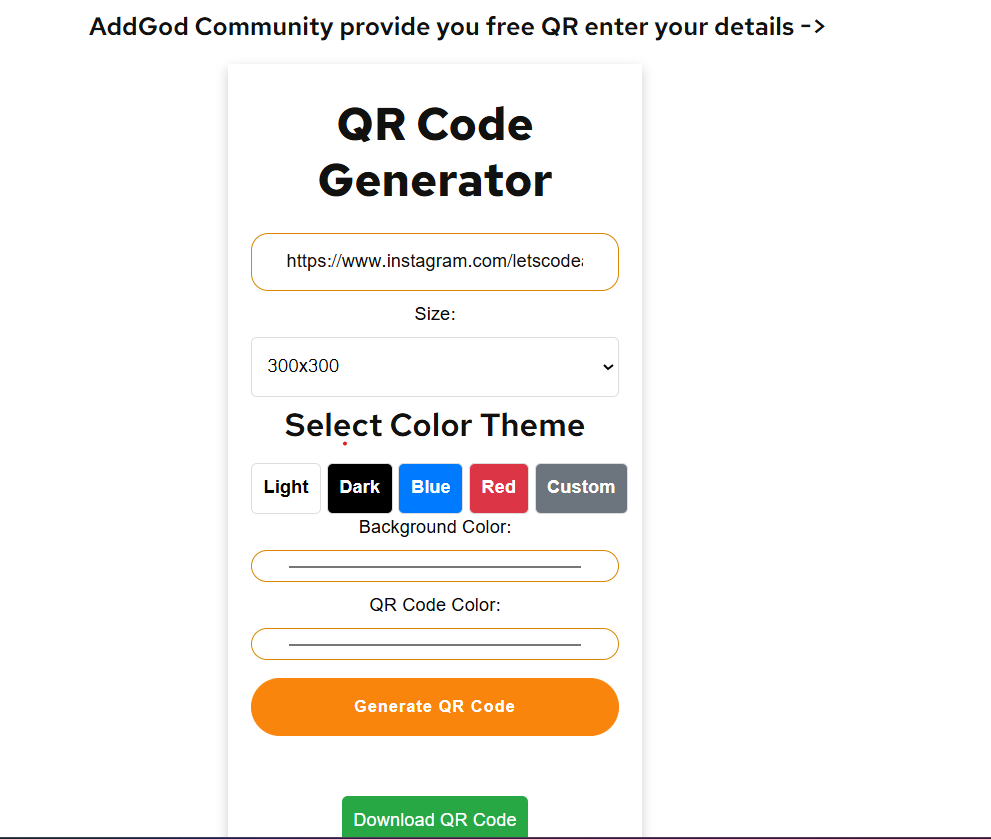 AddGod Community provide you free QR enter your details ->
QR Code
Generator
https://www.instagram.com/letscodea
Size:
300x300
Select Color Theme
Light Dark Blue Red Custom
Background Color:
QR Code Color:
Generate QR Code
Download QR Code